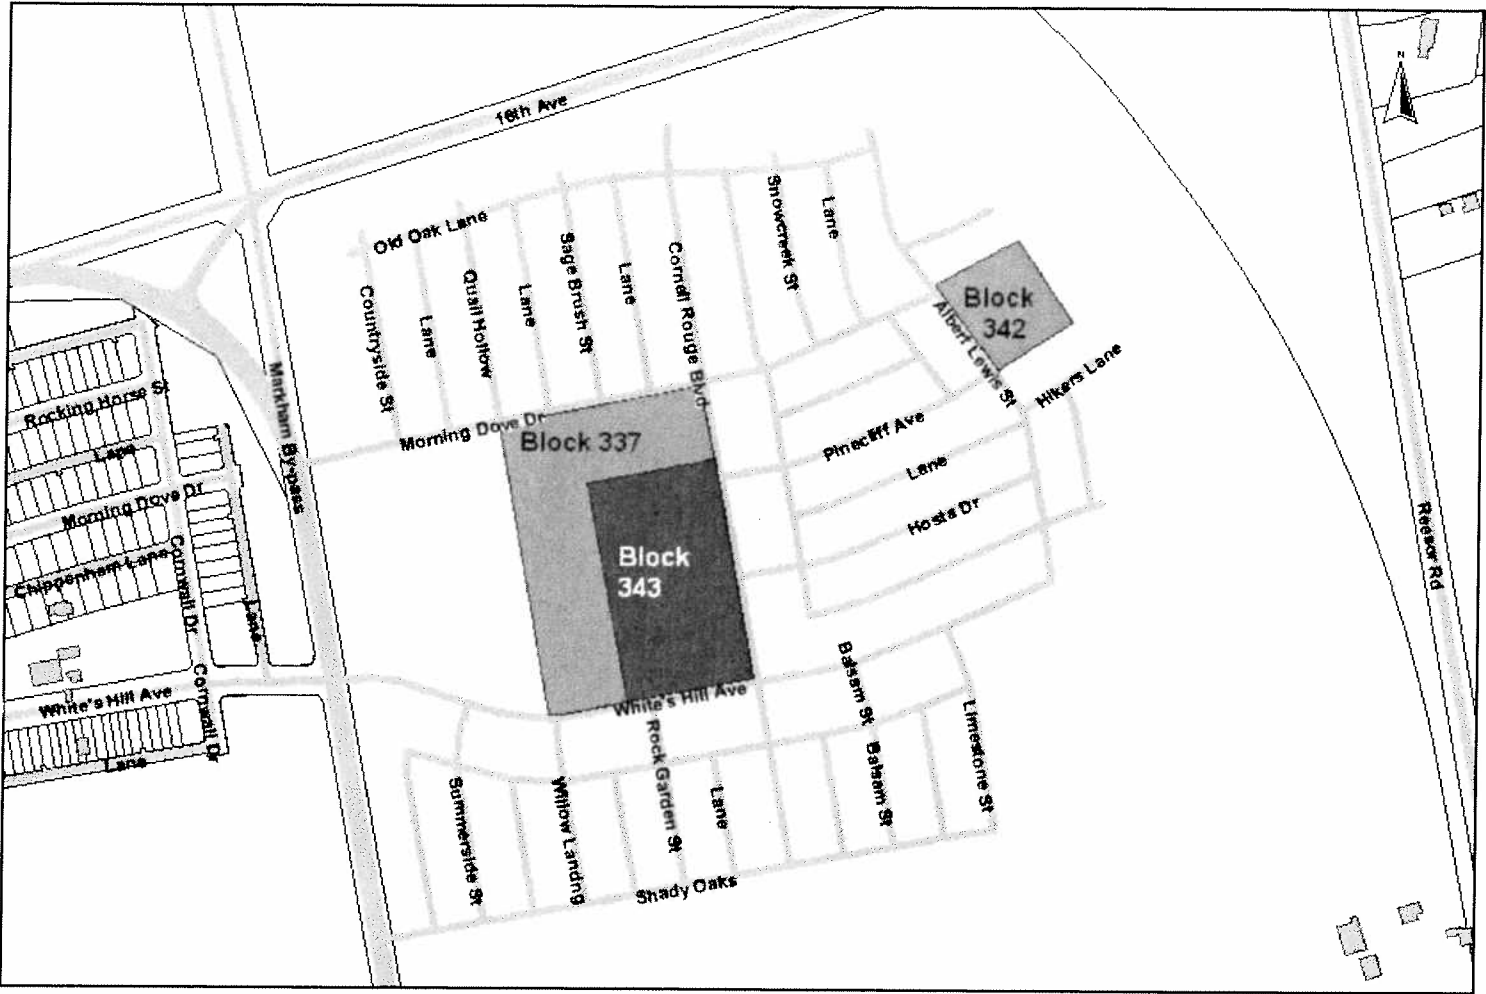 16th Ave
N
Old Oak Lane
Countryside St
Lane
Quail Hollow
Lane
Sage Brush St
Lane
Cornell Rouge Blvd
Snowcreek St
Lane
Block
342
Albert Lewis St
Hikers Lane
Markham By-pass
Rocking Horse St
Lane
Morning Dove Dr
Chippenham Lane
Cornwall Dr
Lane
Morning Dove Dr
Block 337
Block
343
Pinecliff Ave
Lane
Hosta Dr
Reesor Rd
White's Hill Ave
Cornwall Dr
Lane
White's Hill Ave
Balsam St
Limestone St
Summerside St
Willow Landing
Rock Garden St
Lane
Balsam St
Shady Oaks